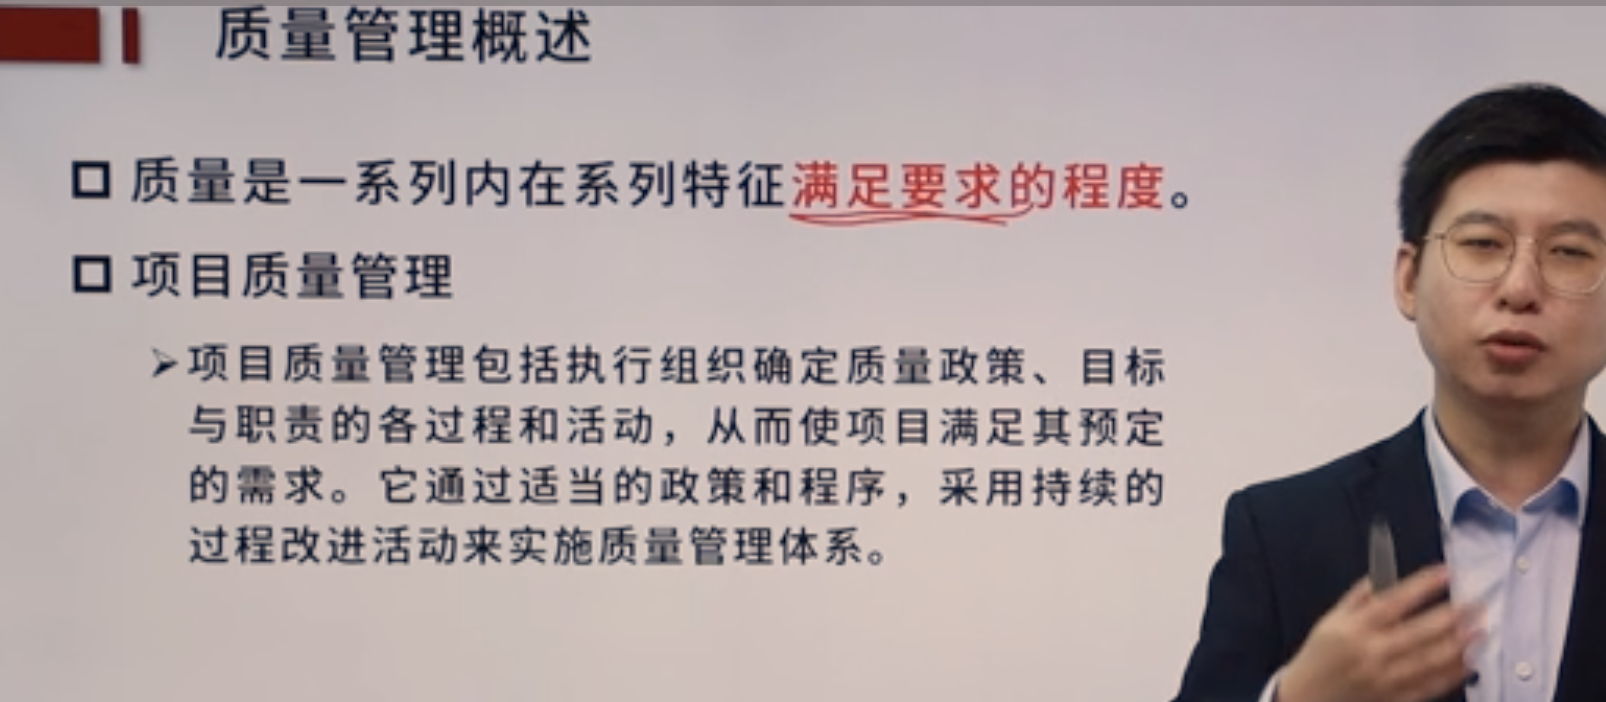 质量管理概述
质量是一系列内在系列特征满足要求的程度。
项目质量管理
项目质量管理包括执行组织确定质量政策、目标
与职责的各过程和活动，从而使项目满足其预定
的需求。它通过适当的政策和程序，采用持续的
过程改进活动来实施质量管理体系。